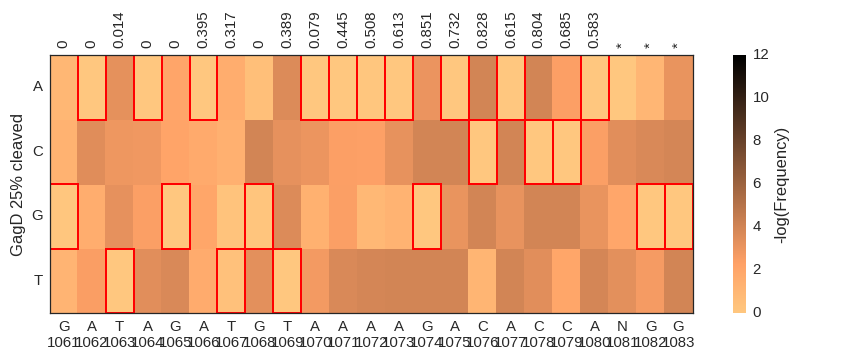 0 0 0.014 0 0 0.395 0.317 0 0.389 0.079 0.445 0.508 0.613 0.851 0.732 0.828 0.615 0.804 0.685 0.583 * * *
GagD 25% cleaved
A
C
G
T
G A T A G A T G T A A A A G A C A C C A N G G
1061 1062 1063 1064 1065 1066 1067 1068 1069 1070 1071 1072 1073 1074 1075 1076 1077 1078 1079 1080 1081 1082 1083
12
10
8
6
4
2
0
-log(Frequency)